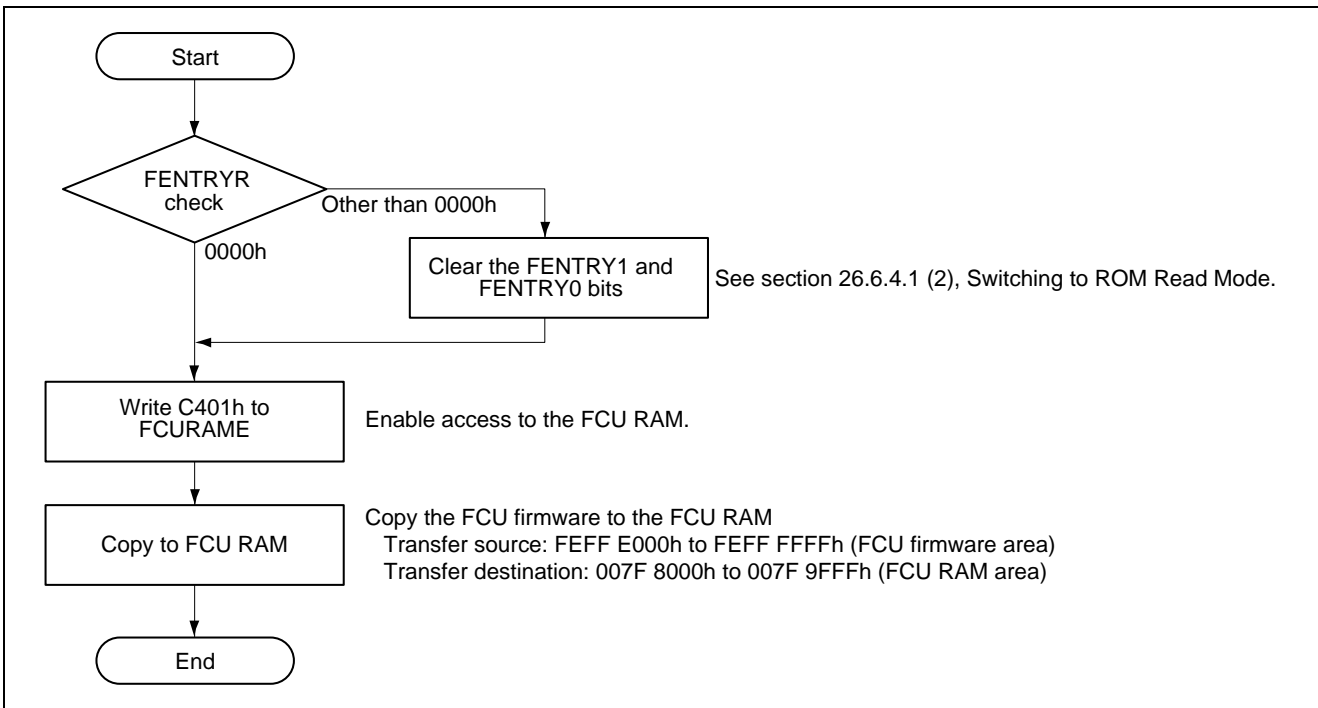 Start
FENTRYR
check
Other than 0000h
0000h
Clear the FENTRY1 and
FENTRY0 bits
See section 26.6.4.1 (2), Switching to ROM Read Mode.
Write C401h to
FCURAME
Enable access to the FCU RAM.
Copy to FCU RAM
Copy the FCU firmware to the FCU RAM
Transfer source: FEFF E000h to FEFF FFFFh (FCU firmware area)
Transfer destination: 007F 8000h to 007F 9FFFh (FCU RAM area)
End